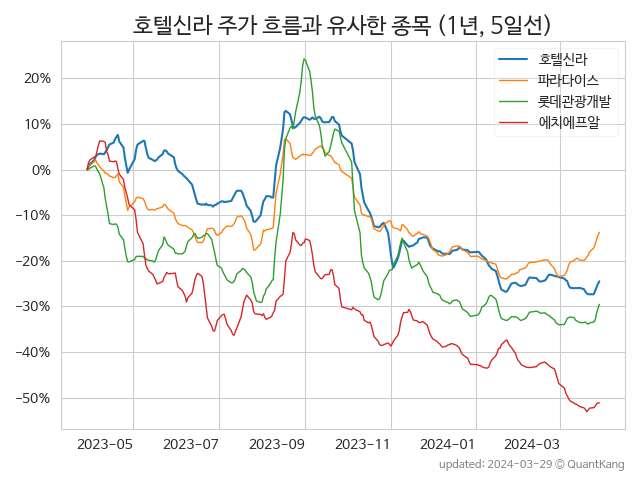 호텔신라 주가 흐름과 유사한 종목 (1년, 5일선)
호텔신라
파라다이스
롯데관광개발
에치에프알
20%
10%
0%
−10%
−20%
−30%
−40%
−50%
2023-05 2023-07 2023-09 2023-11 2024-01 2024-03
updated: 2024-03-29 © QuantKang